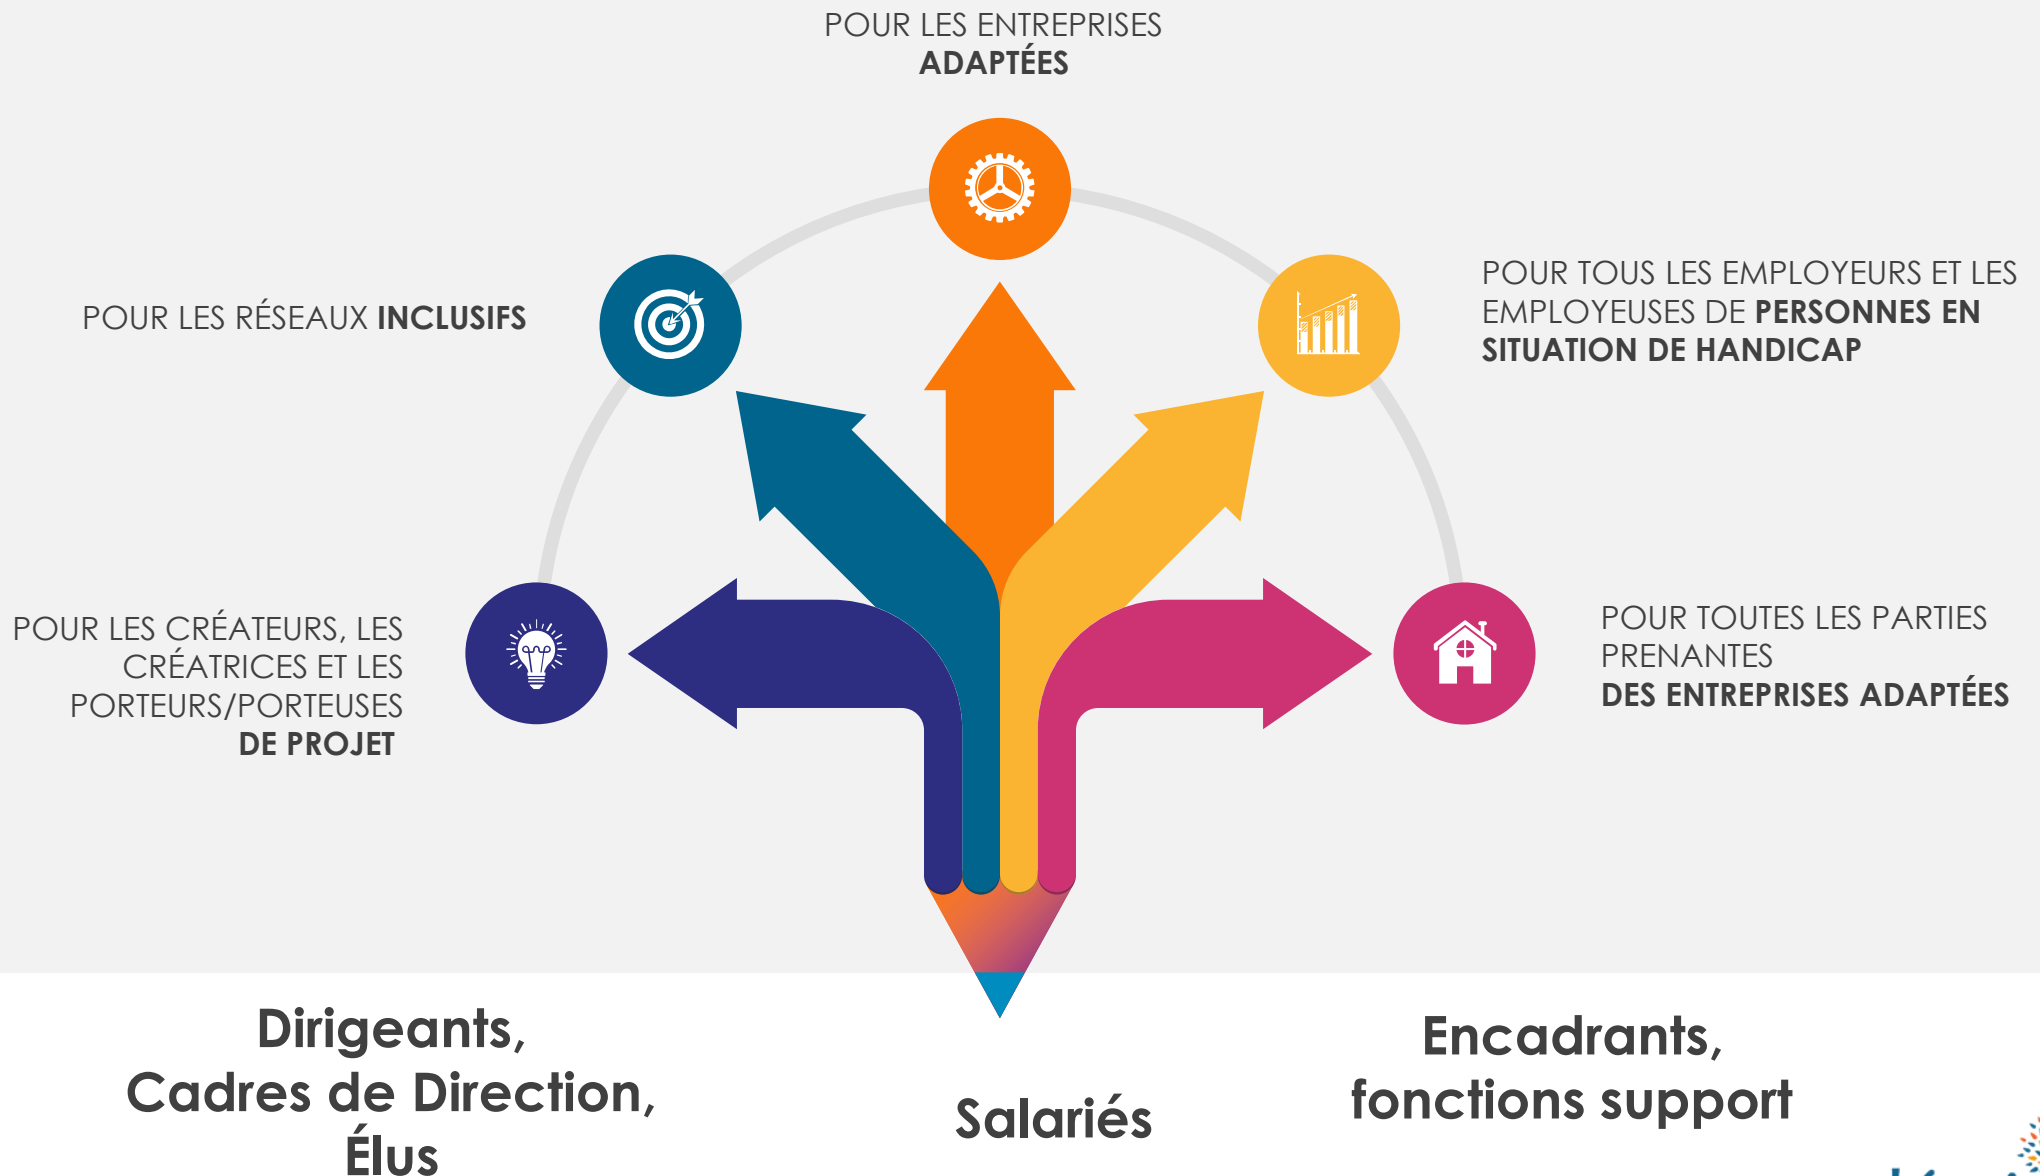 POUR LES ENTREPRISES
ADAPTÉES
POUR LES RÉSEAUX INCLUSIFS
POUR TOUS LES EMPLOYEURS ET LES
EMPLOYEUSES DE PERSONNES EN
SITUATION DE HANDICAP
POUR LES CRÉATEURS, LES
CRÉATRICES ET LES
PORTEURS/PORTEUSES
DE PROJET
POUR TOUTES LES PARTIES
PRENANTES
DES ENTREPRISES ADAPTÉES
Dirigeants,
Cadres de Direction,
Élus
Salariés
Encadrants,
fonctions support